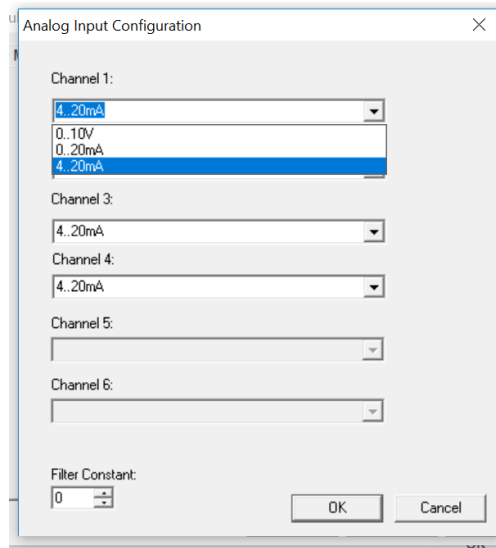 Analog Input Configuration
Channel 1:
4..20mA
0..10V
0..20mA
4..20mA
Channel 3:
4..20mA
Channel 4:
4..20mA
Channel 5:
Channel 6:
Filter Constant:
0
OK
Cancel